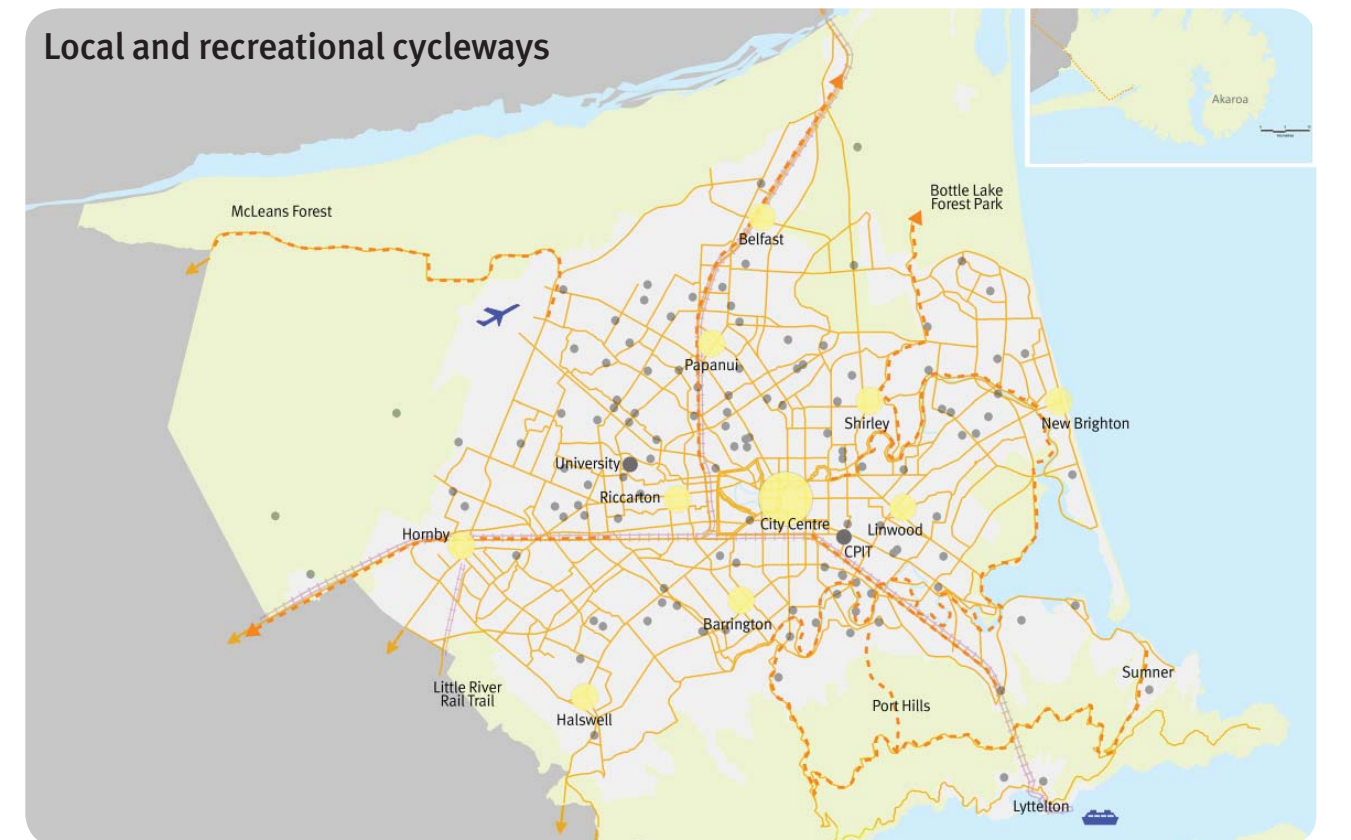 Local and recreational cycleways
Akaroa
McLeans Forest
Bottle Lake
Forest Park
Belfast
Papanui
Shirley
New Brighton
University
Riccarton
City Centre
Linwood
Hornby
CPIT
Barrington
Sumner
Little River
Rail Trail
Port Hills
Halswell
Lyttelton